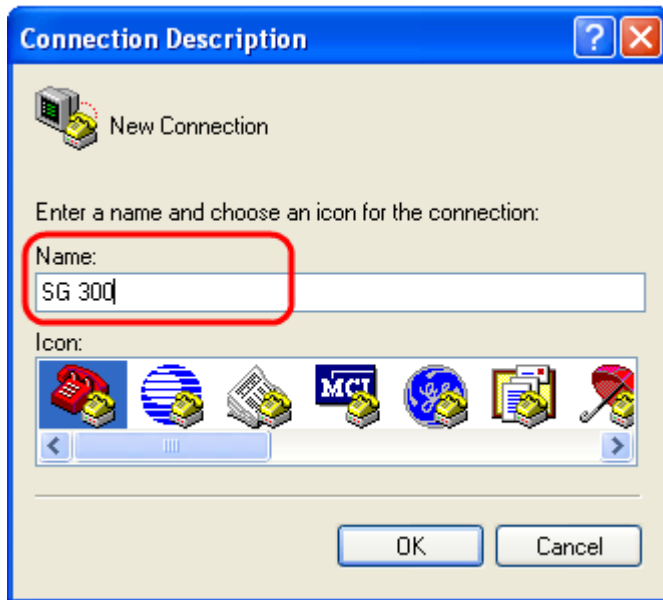 Connection Description
New Connection
Enter a name and choose an icon for the connection:
Name:
SG 300
Icon:
MCI
OK Cancel